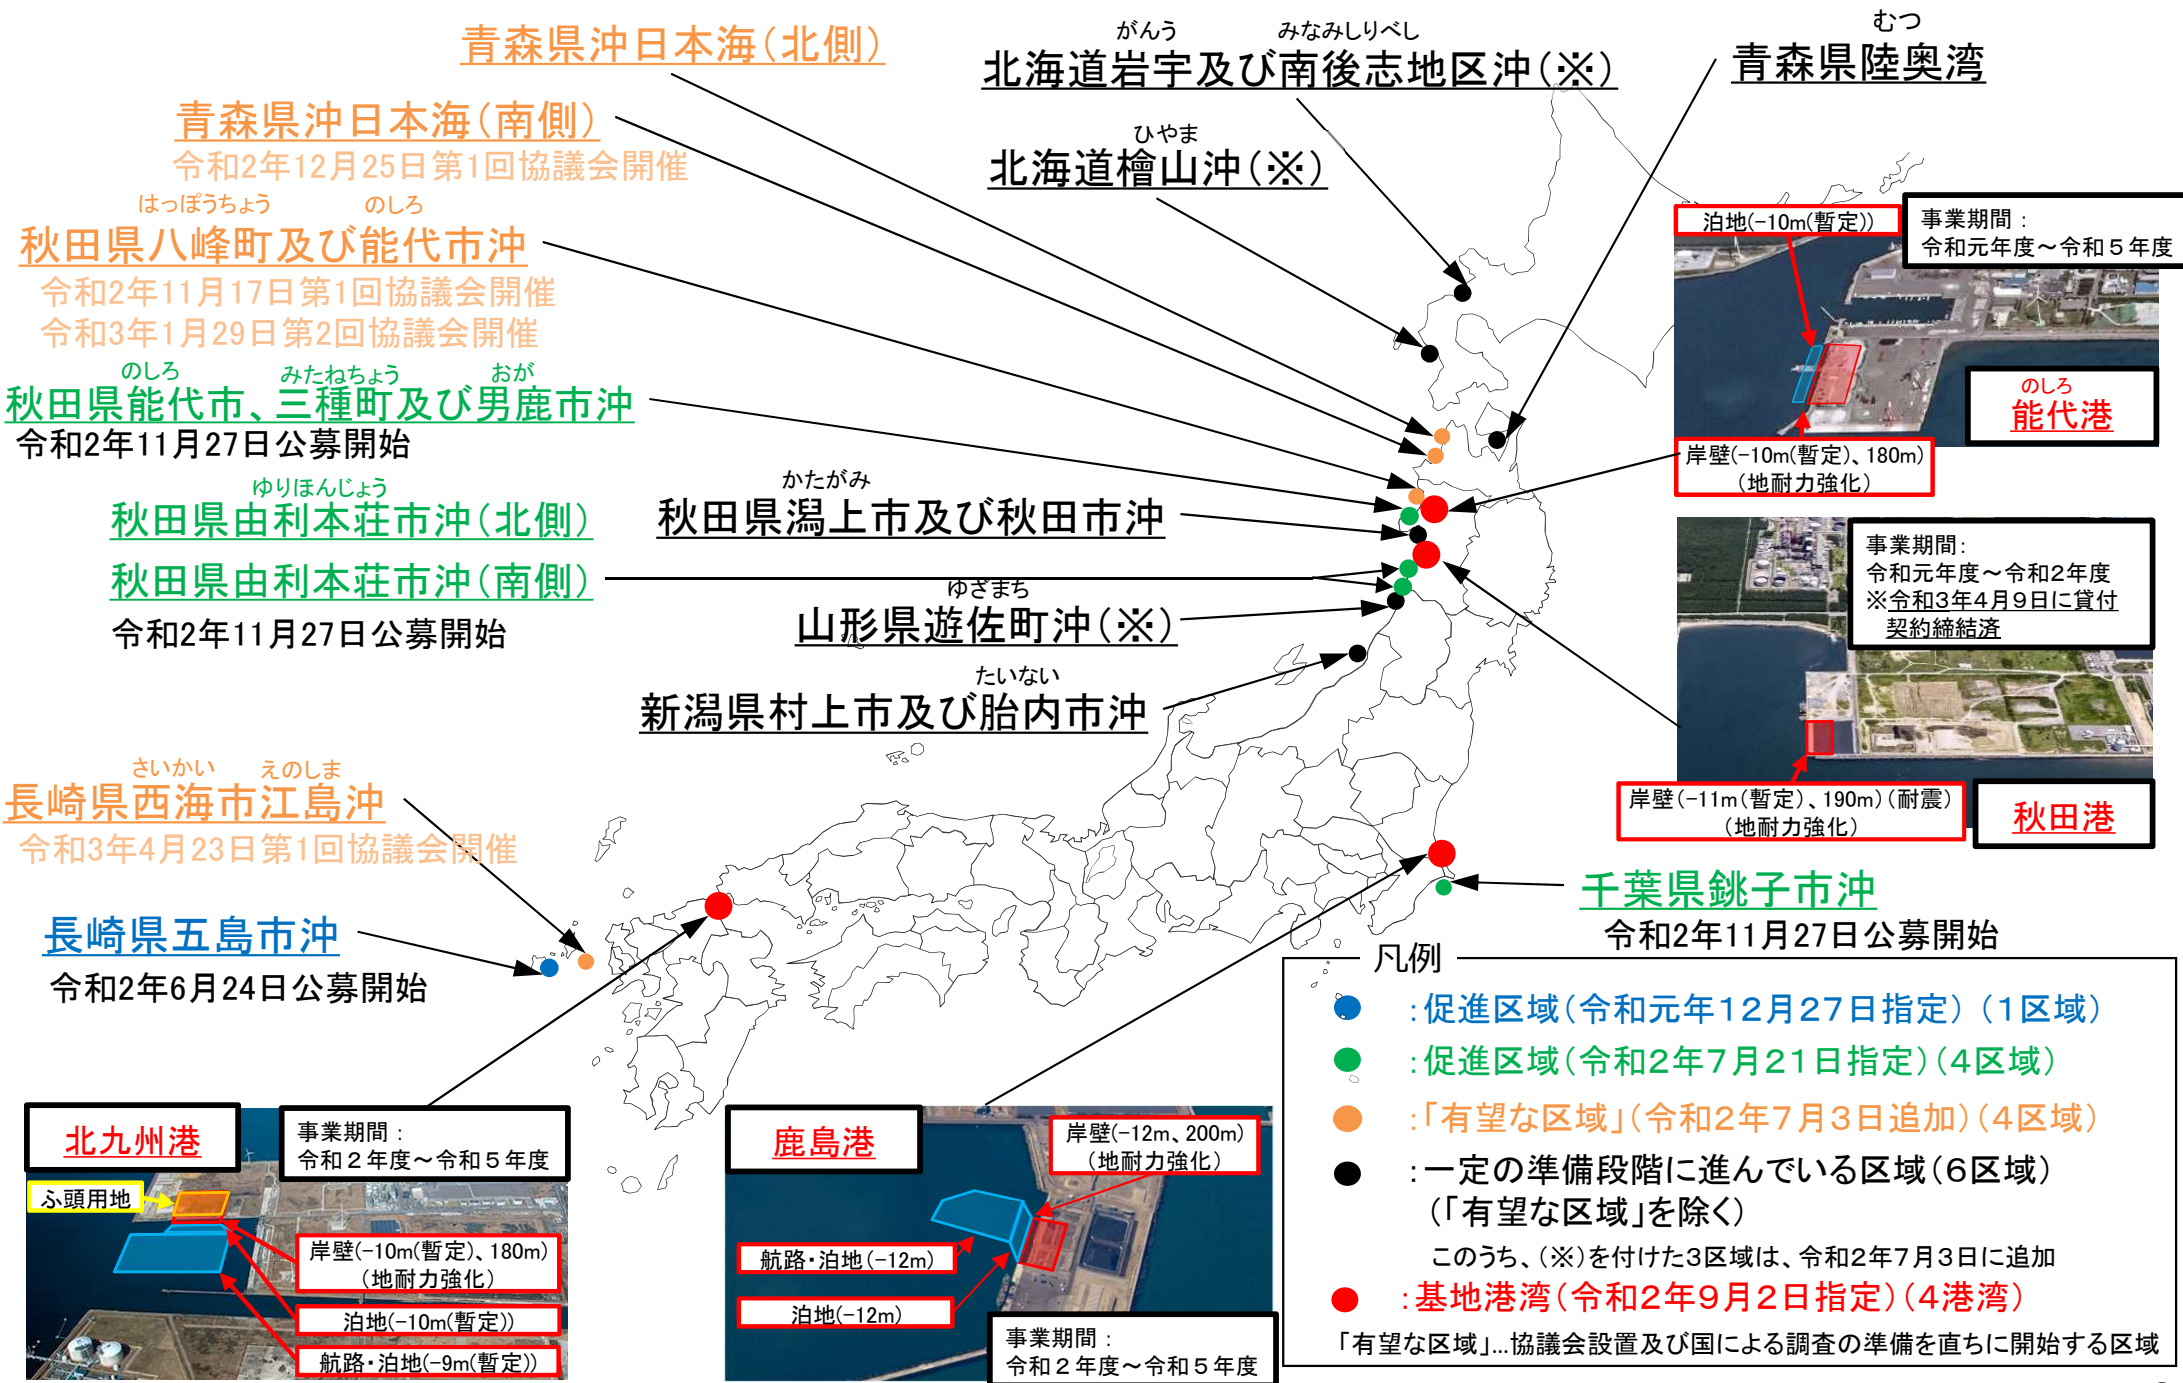 青森県沖日本海(北側)
青森県沖日本海(南側)
令和2年12月25日第1回協議会開催
はっぽうちょう のしろ
秋田県八峰町及び能代市沖
令和2年11月17日第1回協議会開催
令和3年1月29日第2回協議会開催
のしろ みたねちょう おが
秋田県能代市、三種町及び男鹿市沖
令和2年11月27日公募開始
ゆりほんじょう
秋田県由利本荘市沖(北側)
秋田県由利本荘市沖(南側)
令和2年11月27日公募開始
がんう みなみしりべし
北海道岩宇及び南後志地区沖(※)
ひやま
北海道檜山沖(※)
むつ
青森県陸奥湾
かたがみ
秋田県潟上市及び秋田市沖
ゆざまち
山形県遊佐町沖(※)
たいない
新潟県村上市及び胎内市沖
さいかい えのしま
長崎県西海市江島沖
令和3年4月23日第1回協議会開催
長崎県五島市沖
令和2年6月24日公募開始
泊地(-10m(暫定))
事業期間:
令和元年度~令和5年度
のしろ
能代港
岸壁(-10m(暫定)、180m)
(地耐力強化)
事業期間:
令和元年度~令和2年度
※令和3年4月9日に貸付
契約締結済
岸壁(-11m(暫定)、190m)(耐震)
(地耐力強化)
秋田港
千葉県銚子市沖
令和2年11月27日公募開始
凡例
:促進区域(令和元年12月27日指定)(1区域)
:促進区域(令和2年7月21日指定)(4区域)
:「有望な区域」(令和2年7月3日追加)(4区域)
:一定の準備段階に進んでいる区域(6区域)
(「有望な区域」を除く)
このうち、(※)を付けた3区域は、令和2年7月3日に追加
:基地港湾(令和2年9月2日指定)(4港湾)
「有望な区域」…協議会設置及び国による調査の準備を直ちに開始する区域
北九州港
事業期間:
令和2年度~令和5年度
ふ頭用地
岸壁(-10m(暫定)、180m)
(地耐力強化)
泊地(-10m(暫定))
航路・泊地(-9m(暫定))
鹿島港
岸壁(-12m、200m)
(地耐力強化)
航路・泊地(-12m)
泊地(-12m)
事業期間:
令和2年度~令和5年度